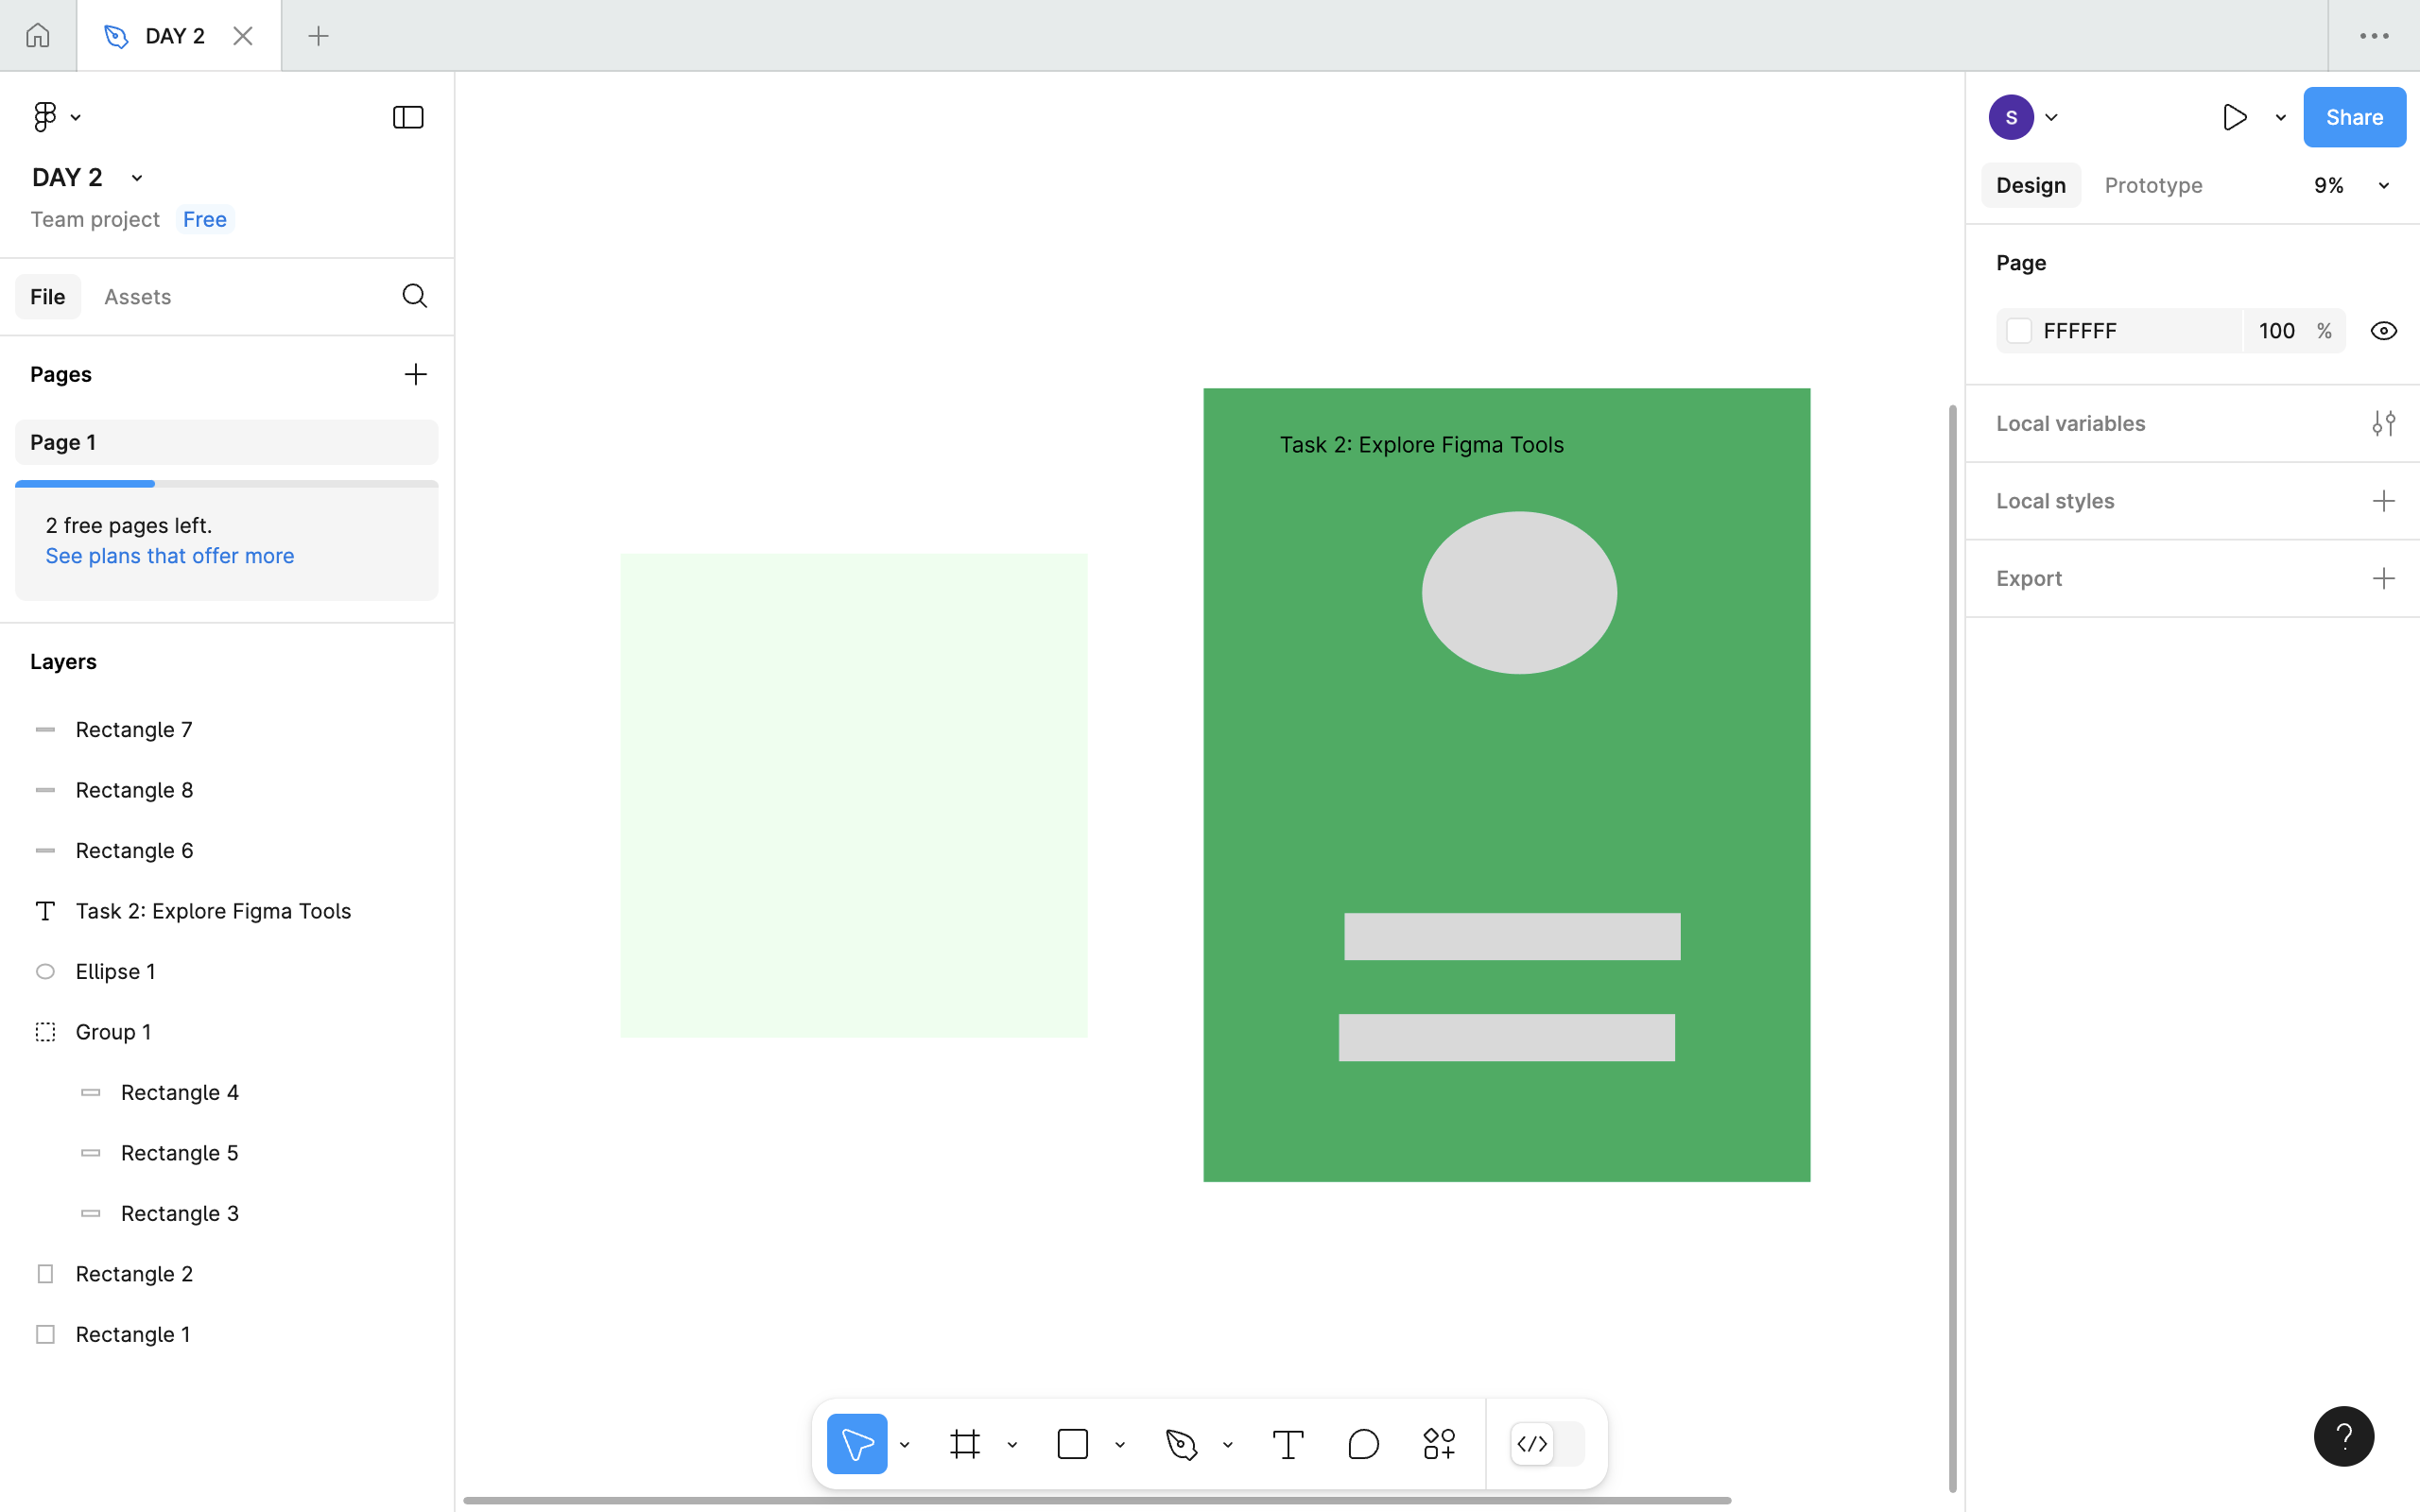 DAY 2
DAY 2
Team project Free
File Assets
Pages
Page 1
2 free pages left.
See plans that offer more
Layers
Rectangle 7
Rectangle 8
Rectangle 6
Task 2: Explore Figma Tools
Ellipse 1
Group 1
Rectangle 4
Rectangle 5
Rectangle 3
Rectangle 2
Rectangle 1
Task 2: Explore Figma Tools
S
Share
Design Prototype 9%
Page
FFFFFF 100 %
Local variables
Local styles
Export
?